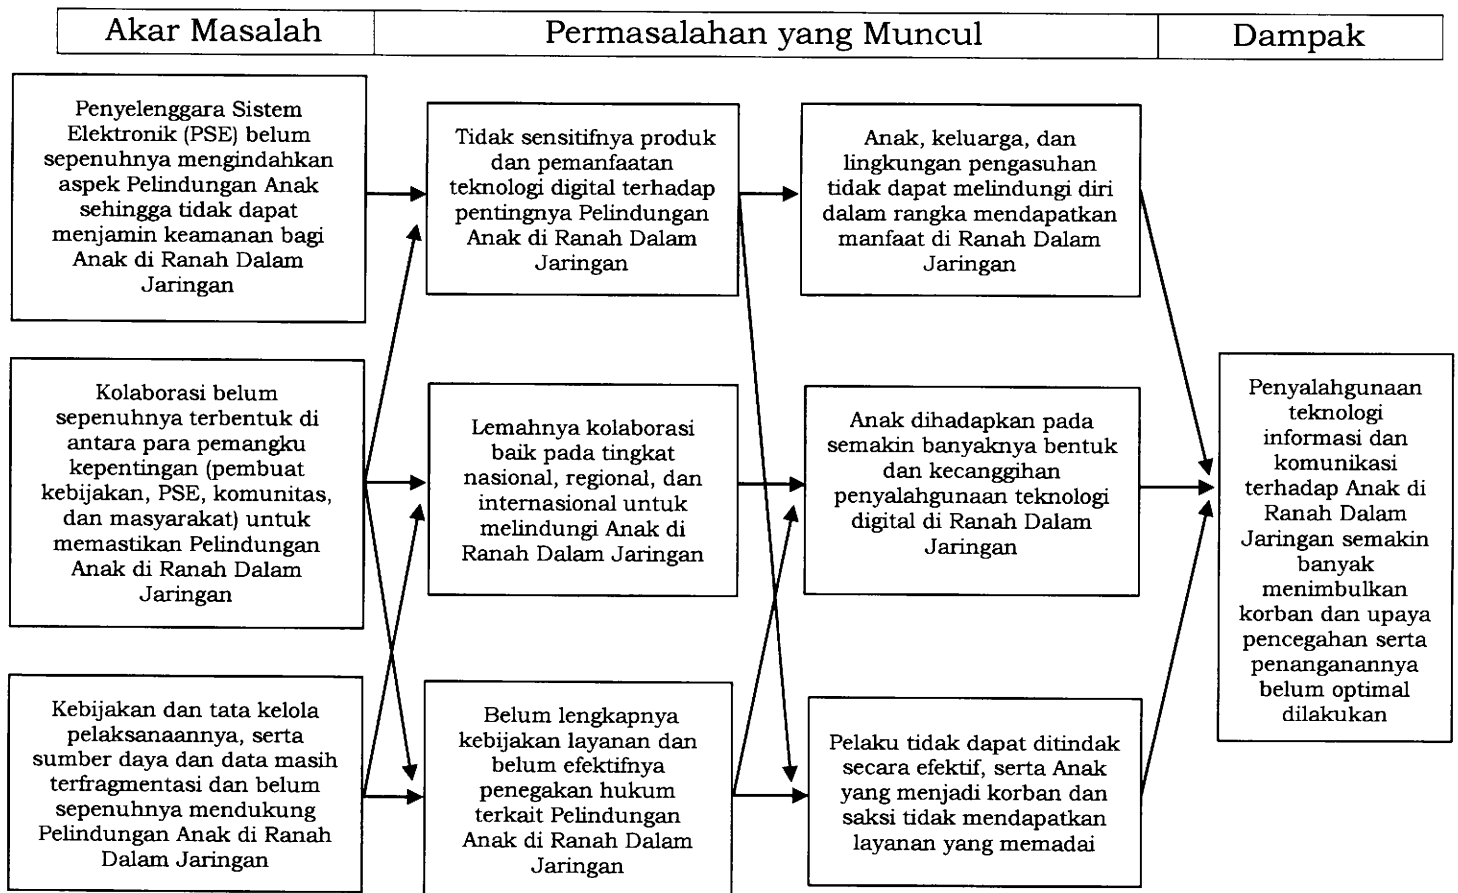 Akar Masalah
Permasalahan yang Muncul
Dampak
Penyelenggara Sistem
Elektronik (PSE) belum
sepenuhnya mengindahkan
aspek Pelindungan Anak
sehingga tidak dapat
menjamin keamanan bagi
Anak di Ranah Dalam
Jaringan
Kolaborasi belum
sepenuhnya terbentuk di
antara para pemangku
kepentingan (pembuat
kebijakan, PSE, komunitas,
dan masyarakat) untuk
memastikan Pelindungan
Anak di Ranah Dalam
Jaringan
Kebijakan dan tata kelola
pelaksanaannya, serta
sumber daya dan data masih
terfragmentasi dan belum
sepenuhnya mendukung
Pelindungan Anak di Ranah
Dalam Jaringan
Tidak sensitifnya produk
dan pemanfaatan
teknologi digital terhadap
pentingnya Pelindungan
Anak di Ranah Dalam
Jaringan
Lemahnya kolaborasi
baik pada tingkat
nasional, regional, dan
internasional untuk
melindungi Anak di
Ranah Dalam Jaringan
Belum lengkapnya
kebijakan layanan dan
belum efektifnya
penegakan hukum
terkait Pelindungan
Anak di Ranah Dalam
Jaringan
Anak, keluarga, dan
lingkungan pengasuhan
tidak dapat melindungi diri
dalam rangka mendapatkan
manfaat di Ranah Dalam
Jaringan
Anak dihadapkan pada
semakin banyaknya bentuk
dan kecanggihan
penyalahgunaan teknologi
digital di Ranah Dalam
Jaringan
Pelaku tidak dapat ditindak
secara efektif, serta Anak
yang menjadi korban dan
saksi tidak mendapatkan
layanan yang memadai
Penyalahgunaan
teknologi
informasi dan
komunikasi
terhadap Anak di
Ranah Dalam
Jaringan semakin
banyak
menimbulkan
korban dan upaya
pencegahan serta
penanganannya
belum optimal
dilakukan